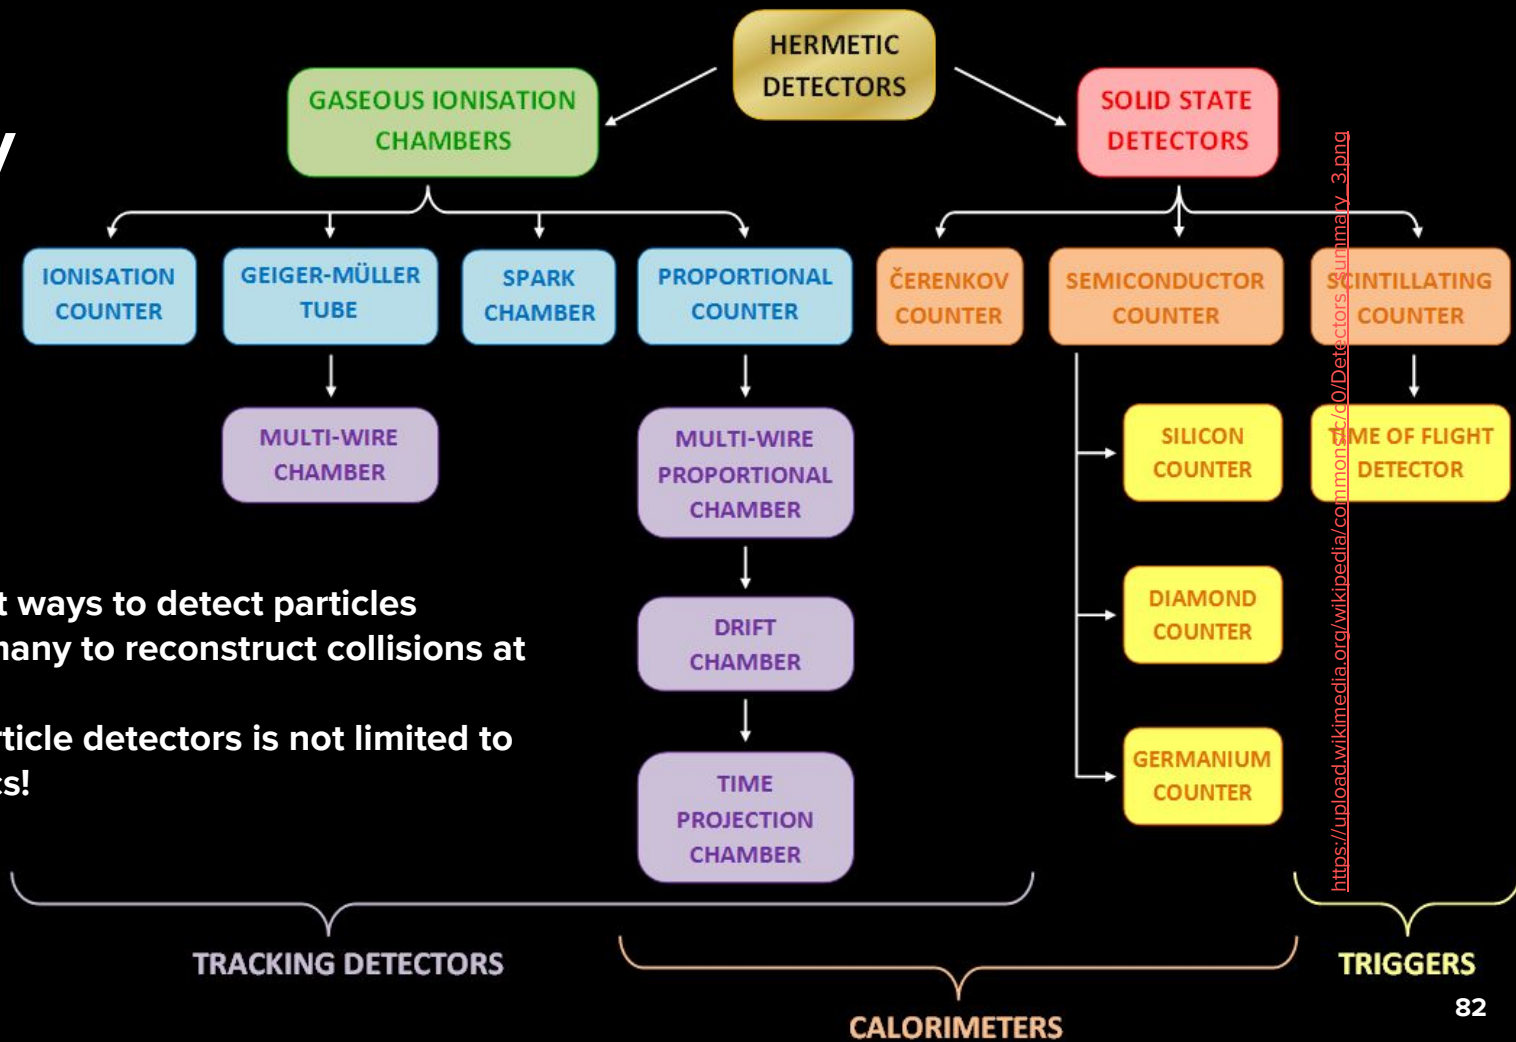 HERMETIC
DETECTORS
GASEOUS IONISATION
CHAMBERS
SOLID STATE
DETECTORS
y
IONISATION
COUNTER
GEIGER-MÜLLER
TUBE
SPARK
CHAMBER
PROPORTIONAL
COUNTER
ČERENKOV
COUNTER
SEMICONDUCTOR
COUNTER
SCINTILLATING
COUNTER
MULTI-WIRE
CHAMBER
MULTI-WIRE
PROPORTIONAL
CHAMBER
SILICON
COUNTER
TIME OF FLIGHT
DETECTOR
DIAMOND
COUNTER
DRIFT
CHAMBER
GERMANIUM
COUNTER
TIME
PROJECTION
CHAMBER
t ways to detect particles
many to reconstruct collisions at
rticle detectors is not limited to
cs!
https://upload.wikimedia.org/wikipedia/commons/c/c0/Detectors_summary_3.png
TRACKING DETECTORS
CALORIMETERS
TRIGGERS
82